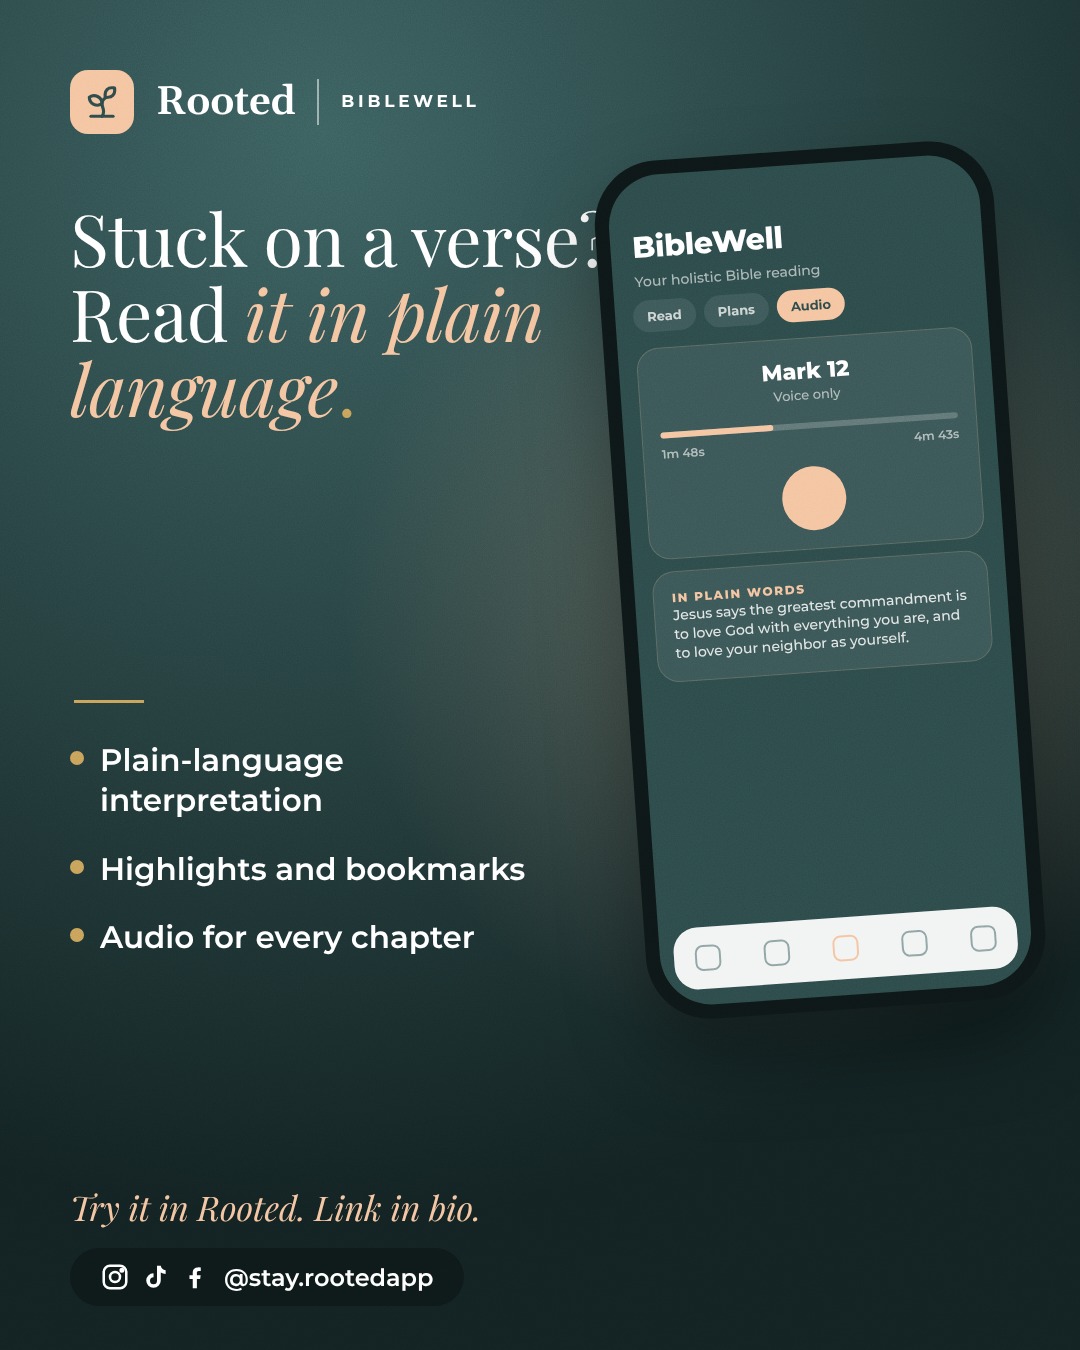 Rooted
BIBLEWELL
Stuck on a verse?
Read it in plain
language.
BibleWell
Your holistic Bible reading
Read
Plans
Audio
Mark 12
Voice only
1m 48s
4m 43s
IN PLAIN WORDS
Jesus says the greatest commandment is
to love God with everything you are, and
to love your neighbor as yourself.
Plain-language
interpretation
Highlights and bookmarks
Audio for every chapter
Try it in Rooted. Link in bio.
@stay.rootedapp